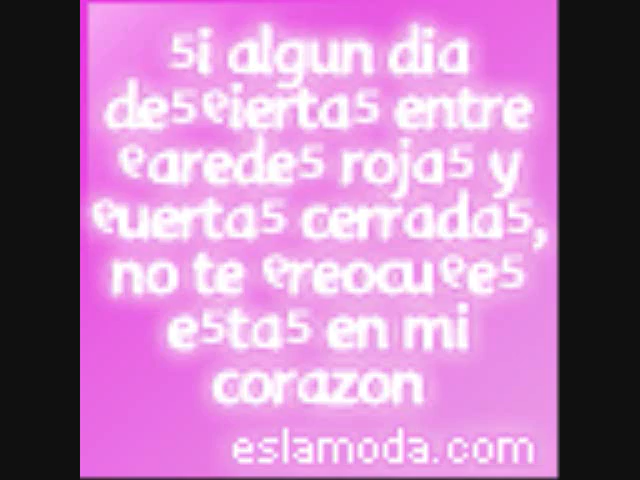 Si algun dia
despiertas entre
paredes rojas y
puertas cerradas,
no te preocupes
estas en mi
corazon
eslamoda.com